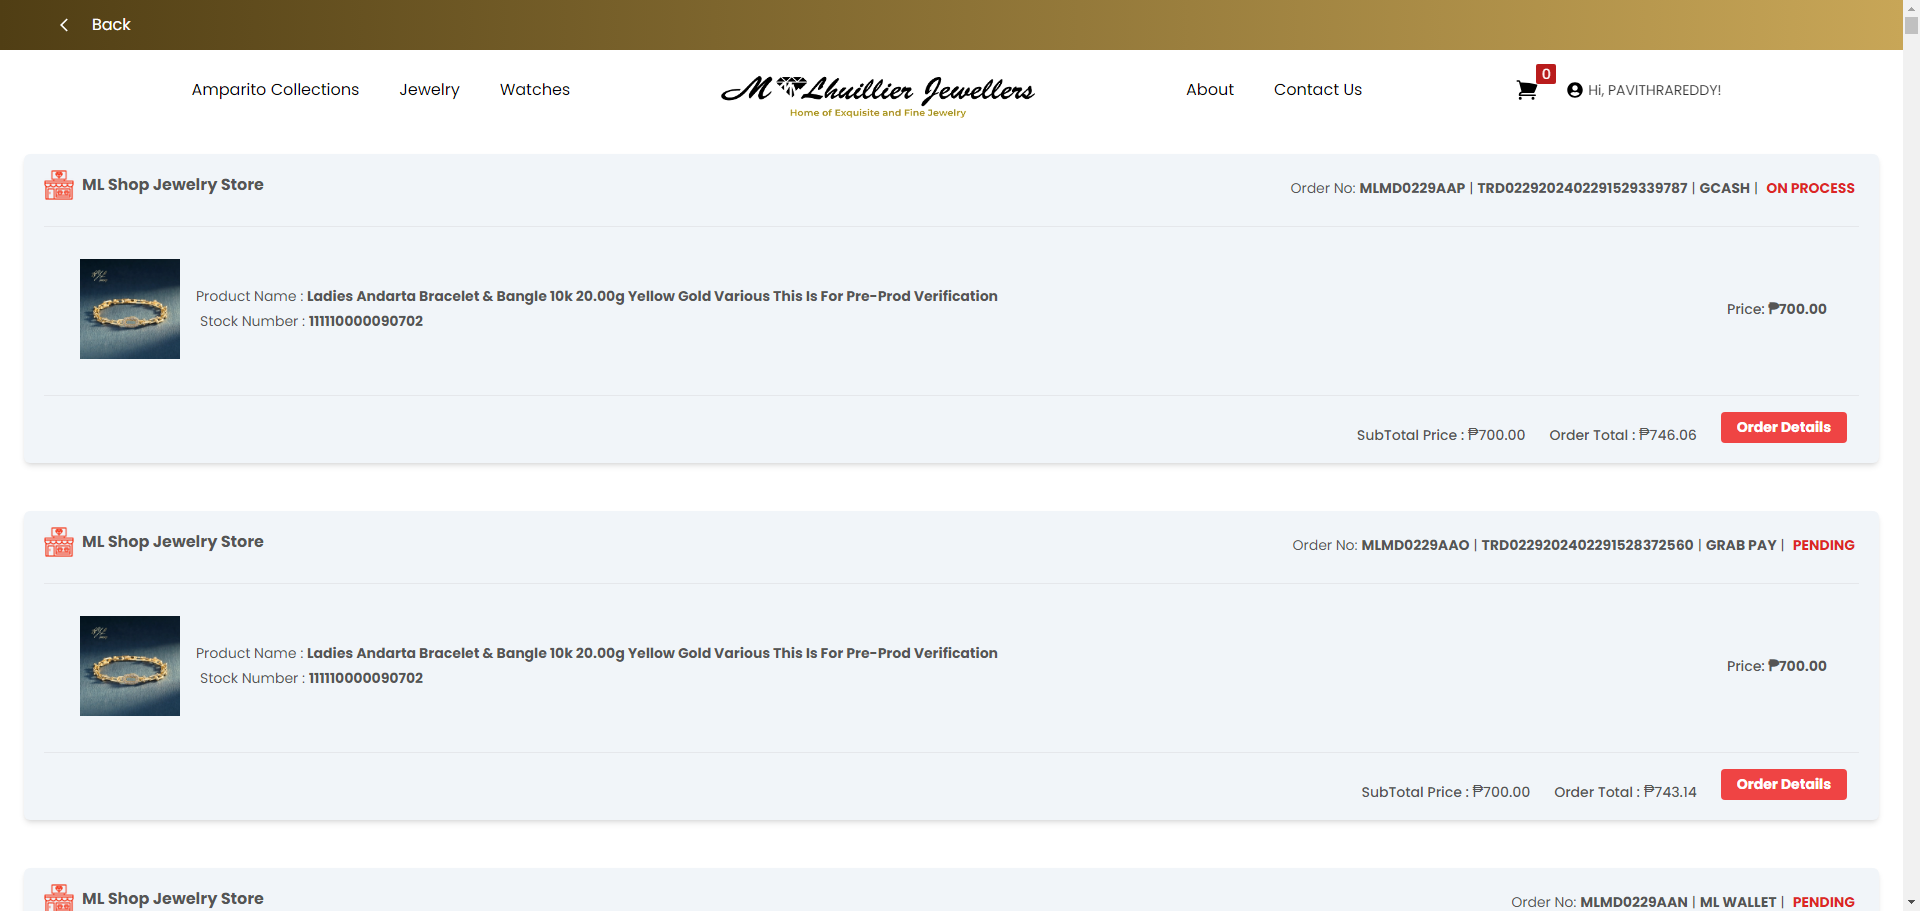 Back
Amparito Collections
Jewelry
Watches
M Lhuillier Jewellers
Home of Exquisite and Fine Jewelry
About
Contact Us
0
Hi, PAVITHRAREDDY!
ML Shop Jewelry Store
Order No: MLMD0229AAP | TRD0229202402291529339787 | GCASH | ON PROCESS
Product Name : Ladies Andarta Bracelet & Bangle 10k 20.00g Yellow Gold Various This Is For Pre-Prod Verification
Stock Number : 111110000090702
Price: ₱700.00
SubTotal Price : ₱700.00 Order Total : ₱746.06
Order Details
ML Shop Jewelry Store
Order No: MLMD0229AAO | TRD0229202402291528372560 | GRAB PAY | PENDING
Product Name : Ladies Andarta Bracelet & Bangle 10k 20.00g Yellow Gold Various This Is For Pre-Prod Verification
Stock Number : 111110000090702
Price: ₱700.00
SubTotal Price : ₱700.00 Order Total : ₱743.14
Order Details
ML Shop Jewelry Store
Order No: MLMD0229AAN | ML WALLET | PENDING